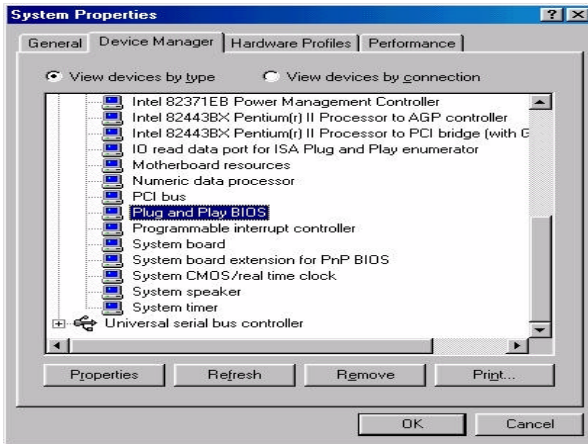 System Properties
General Device Manager Hardware Profiles Performance
View devices by type View devices by connection
Intel 82371EB Power Management Controller
Intel 82443BX Pentium(r) II Processor to AGP controller
Intel 82443BX Pentium(r) II Processor to PCI bridge (with G
IO read data port for ISA Plug and Play enumerator
Motherboard resources
Numeric data processor
PCI bus
Plug and Play BIOS
Programmable interrupt controller
System board
System board extension for PnP BIOS
System CMOS/real time clock
System speaker
System timer
Universal serial bus controller
Properties Refresh Remove Print...
OK Cancel